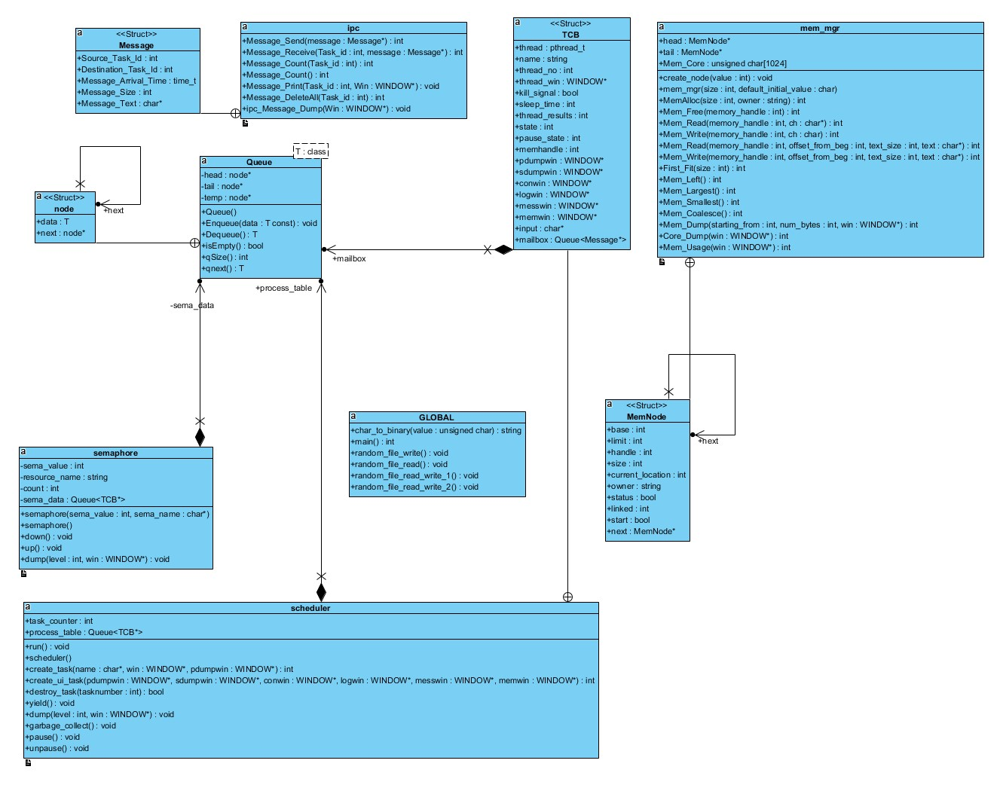 a
<<Struct>>
Message
+Source_Task_Id : int
+Destination_Task_Id : int
+Message_Arrival_Time : time_t
+Message_Size : int
+Message_Text : char*
a
ipc
+Message_Send(message : Message*) : int
+Message_Receive(Task_id : int, message : Message*) : int
+Message_Count(Task_id : int) : int
+Message_Count() : int
+Message_Print(Task_id : int, Win : WINDOW*) : void
+Message_DeleteAll(Task_id : int) : int
+ipc_Message_Dump(Win : WINDOW*) : void
a
<<Struct>>
TCB
+thread : pthread_t
+name : string
+thread_no : int
+thread_win : WINDOW*
+kill_signal : bool
+sleep_time : int
+thread_results : int
+state : int
+pause_state : int
+memhandle : int
+pdumpwin : WINDOW*
+sdumpwin : WINDOW*
+conwin : WINDOW*
+logwin : WINDOW*
+messwin : WINDOW*
+memwin : WINDOW*
+input : char*
+mailbox : Queue<Message*>
a
mem_mgr
+head : MemNode*
+tail : MemNode*
+Mem_Core : unsigned char[1024]
+create_node(value : int) : void
+mem_mgr(size : int, default_initial_value : char)
+MemAlloc(size : int, owner : string) : int
+Mem_Free(memory_handle : int) : int
+Mem_Read(memory_handle : int, ch : char*) : int
+Mem_Write(memory_handle : int, ch : char) : int
+Mem_Read(memory_handle : int, offset_from_beg : int, text_size : int, text : char*) : int
+Mem_Write(memory_handle : int, offset_from_beg : int, text_size : int, text : char*) : int
+First_Fit(size : int) : int
+Mem_Left() : int
+Mem_Largest() : int
+Mem_Smallest() : int
+Mem_Coalesce() : int
+Mem_Dump(starting_from : int, num_bytes : int, win : WINDOW*) : int
+Core_Dump(win : WINDOW*) : int
+Mem_Usage(win : WINDOW*) : int
T : class
a
Queue
-head : node*
-tail : node*
-temp : node*
+Queue()
+Enqueue(data : T const) : void
+Dequeue() : T
+isEmpty() : bool
+qSize() : int
+qnext() : T
a
<<Struct>>
node
+data : T
+next : node*
+next
+mailbox
+process_table
-sema_data
a
GLOBAL
+char_to_binary(value : unsigned char) : string
+main() : int
+random_file_write() : void
+random_file_read() : void
+random_file_read_write_1() : void
+random_file_read_write_2() : void
a
<<Struct>>
MemNode
+base : int
+limit : int
+handle : int
+size : int
+current_location : int
+owner : string
+status : bool
+linked : int
+start : bool
+next : MemNode*
+next
a
semaphore
-sema_value : int
-resource_name : string
-count : int
-sema_data : Queue<TCB*>
+semaphore(sema_value : int, sema_name : char*)
+semaphore()
+down() : void
+up() : void
+dump(level : int, win : WINDOW*) : void
a
scheduler
+task_counter : int
+process_table : Queue<TCB*>
+run() : void
+scheduler()
+create_task(name : char*, win : WINDOW*, pdumpwin : WINDOW*) : int
+create_ui_task(pdumpwin : WINDOW*, sdumpwin : WINDOW*, conwin : WINDOW*, logwin : WINDOW*, messwin : WINDOW*, memwin : WINDOW*) : int
+destroy_task(tasknumber : int) : bool
+yield() : void
+dump(level : int, win : WINDOW*) : void
+garbage_collect() : void
+pause() : void
+unpause() : void